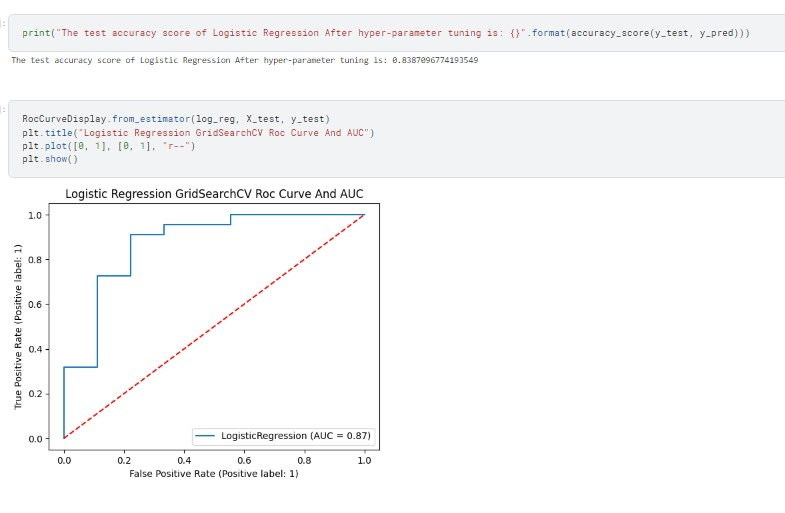 ]:
print("The test accuracy score of Logistic Regression After hyper-parameter tuning is: {}".format(accuracy_score(y_test, y_pred)))
The test accuracy score of Logistic Regression After hyper-parameter tuning is: 0.8387096774193549
]:
RocCurveDisplay.from_estimator(log_reg, X_test, y_test)
plt.title("Logistic Regression GridSearchCV Roc Curve And AUC")
plt.plot([0, 1], [0, 1], "r--")
plt.show()
Logistic Regression GridSearchCV Roc Curve And AUC
True Positive Rate (Positive label: 1)
1.0
0.8
0.6
0.4
0.2
0.0
LogisticRegression (AUC = 0.87)
0.0 0.2 0.4 0.6 0.8 1.0
False Positive Rate (Positive label: 1)